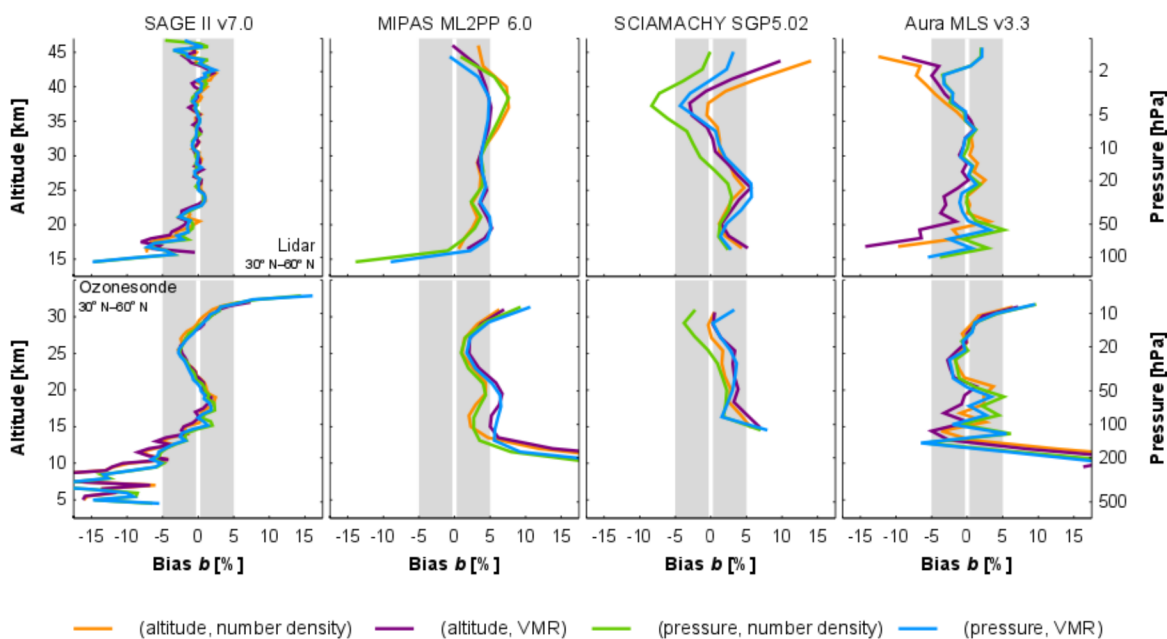 SAGE II v7.0 MIPAS ML2PP 6.0 SCIAMACHY SGP5.02 Aura MLS v3.3
Altitude [km]
45
40
35
30
25
20
15
Lidar
30° N–60° N
2
5
10
20
50
100
Pressure [hPa]
Ozonesonde
30° N–60° N
Altitude [km]
30
25
20
15
10
5
10
20
50
100
200
500
Pressure [hPa]
-15 -10 -5 0 5 10 15 -15 -10 -5 0 5 10 15 -15 -10 -5 0 5 10 15 -15 -10 -5 0 5 10 15
Bias b [%] Bias b [%] Bias b [%] Bias b [%]
(altitude, number density) (altitude, VMR) (pressure, number density) (pressure, VMR)